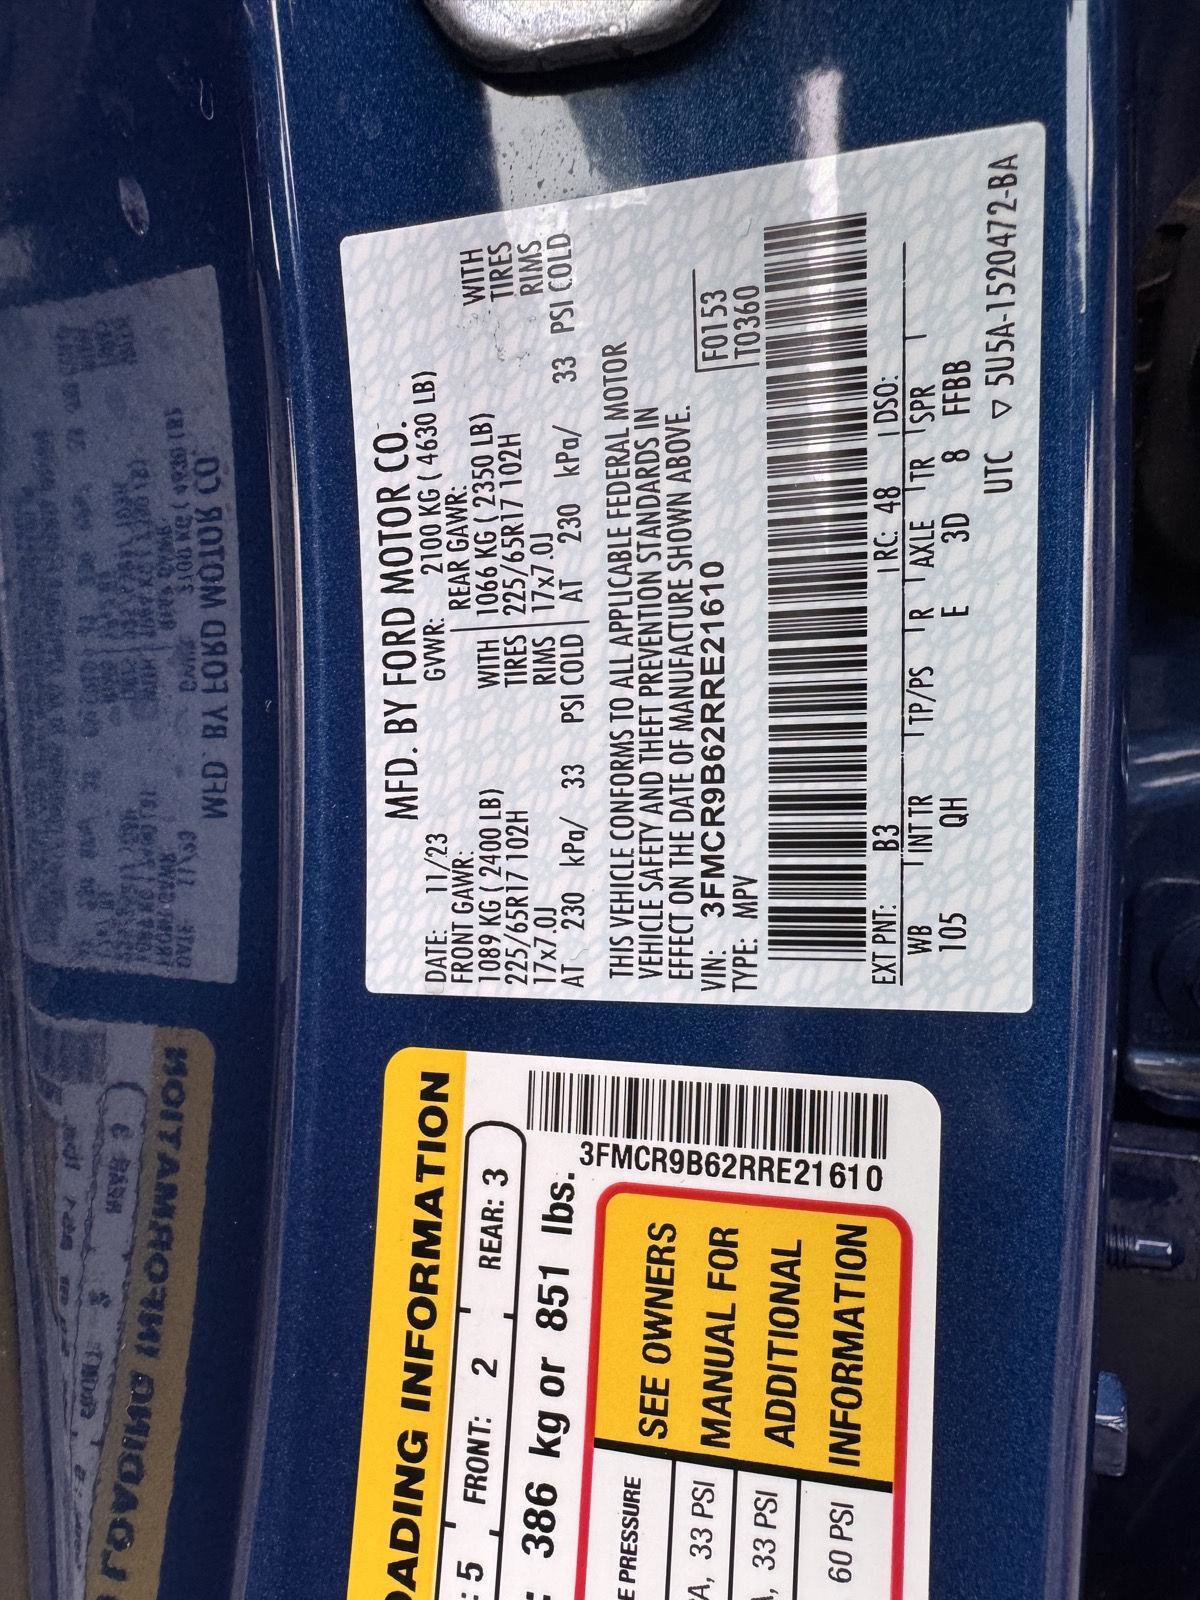 MFD. BY FORD MOTOR CO.
DATE: 11/23 GVWR: 2100 KG ( 4630 LB)
FRONT GAWR: REAR GAWR:
1089 KG ( 2400 LB) WITH 1066 KG ( 2350 LB) WITH
225/65R17 102H TIRES 225/65R17 102H TIRES
17x7.0J RIMS 17x7.0J RIMS
AT 230 kPa/ 33 PSI COLD AT 230 kPa/ 33 PSI COLD
THIS VEHICLE CONFORMS TO ALL APPLICABLE FEDERAL MOTOR
VEHICLE SAFETY AND THEFT PREVENTION STANDARDS IN
EFFECT ON THE DATE OF MANUFACTURE SHOWN ABOVE.
VIN: 3FMCR9B62RRE21610 F0153
TYPE: MPV T0360
EXT PNT: B3 RC: 48 DSO:
WB INT TR TP/PS R AXLE TR SPR
105 QH E 3D 8 FFBB
UTC ▽ 5U5A-1520472-BA
ADING INFORMATION
: 5 FRONT: 2 REAR: 3
: 386 kg or 851 lbs.
3FMCR9B62RRE21610
E PRESSURE
PA, 33 PSI
A, 33 PSI
60 PSI
SEE OWNERS
MANUAL FOR
ADDITIONAL
INFORMATION